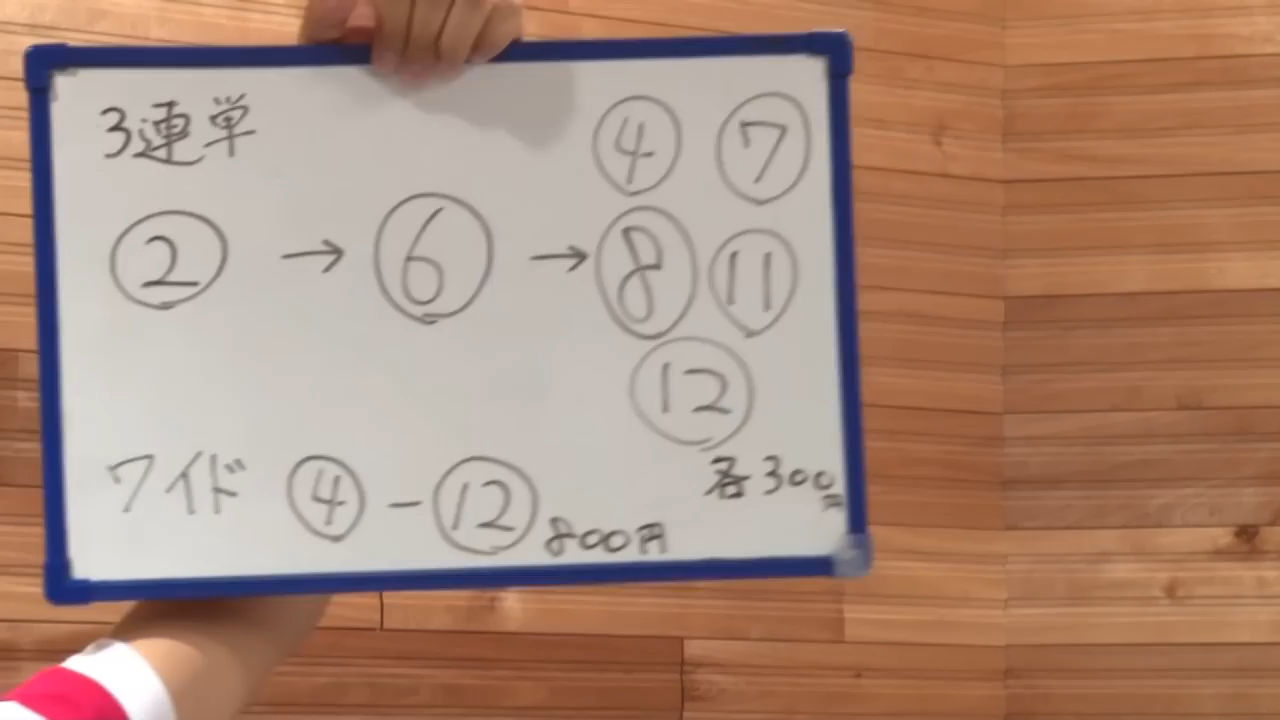 3連単
④ ⑦
② → ⑥ → ⑧ ⑪
⑫
各300円
ワイド ④-⑫ 800円